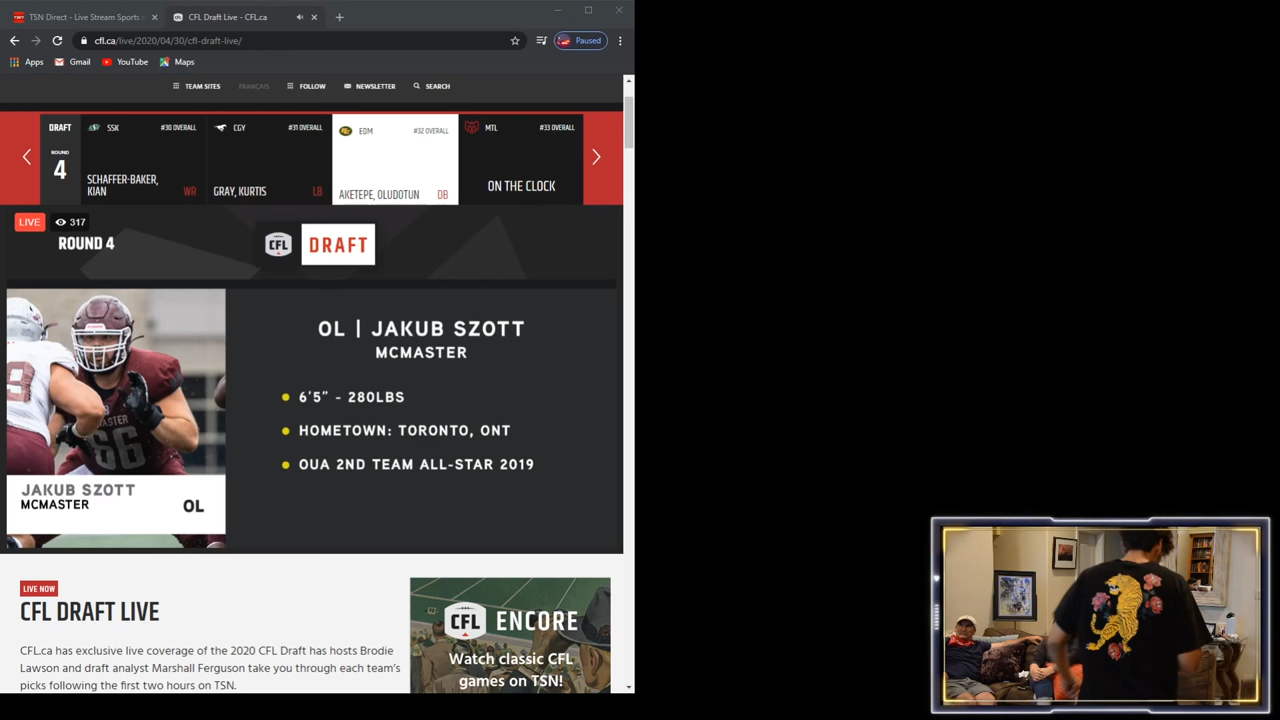 TSN Direct - Live Stream Sports
CFL Draft Live - CFL.ca
cfl.ca/live/2020/04/30/cfl-draft-live/
Paused
Apps
Gmail
YouTube
Maps
TEAM SITES
FRANÇAIS
FOLLOW
NEWSLETTER
SEARCH
DRAFT
ROUND
4
SSK
#30 OVERALL
SCHAFFER-BAKER,
KIAN
WR
CGY
#31 OVERALL
GRAY, KURTIS
LB
EDM
#32 OVERALL
AKETEPE, OLUDOTUN
DB
MTL
#33 OVERALL
ON THE CLOCK
LIVE
317
ROUND 4
CFL
DRAFT
OL | JAKUB SZOTT
MCMASTER
6'5" - 280LBS
HOMETOWN: TORONTO, ONT
OUA 2ND TEAM ALL-STAR 2019
MCMASTER
66
JAKUB SZOTT
MCMASTER
OL
LIVE NOW
CFL DRAFT LIVE
CFL.ca has exclusive live coverage of the 2020 CFL Draft has hosts Brodie
Lawson and draft analyst Marshall Ferguson take you through each team's
picks following the first two hours on TSN.
CFL
ENCORE
Watch classic CFL
games on TSN!